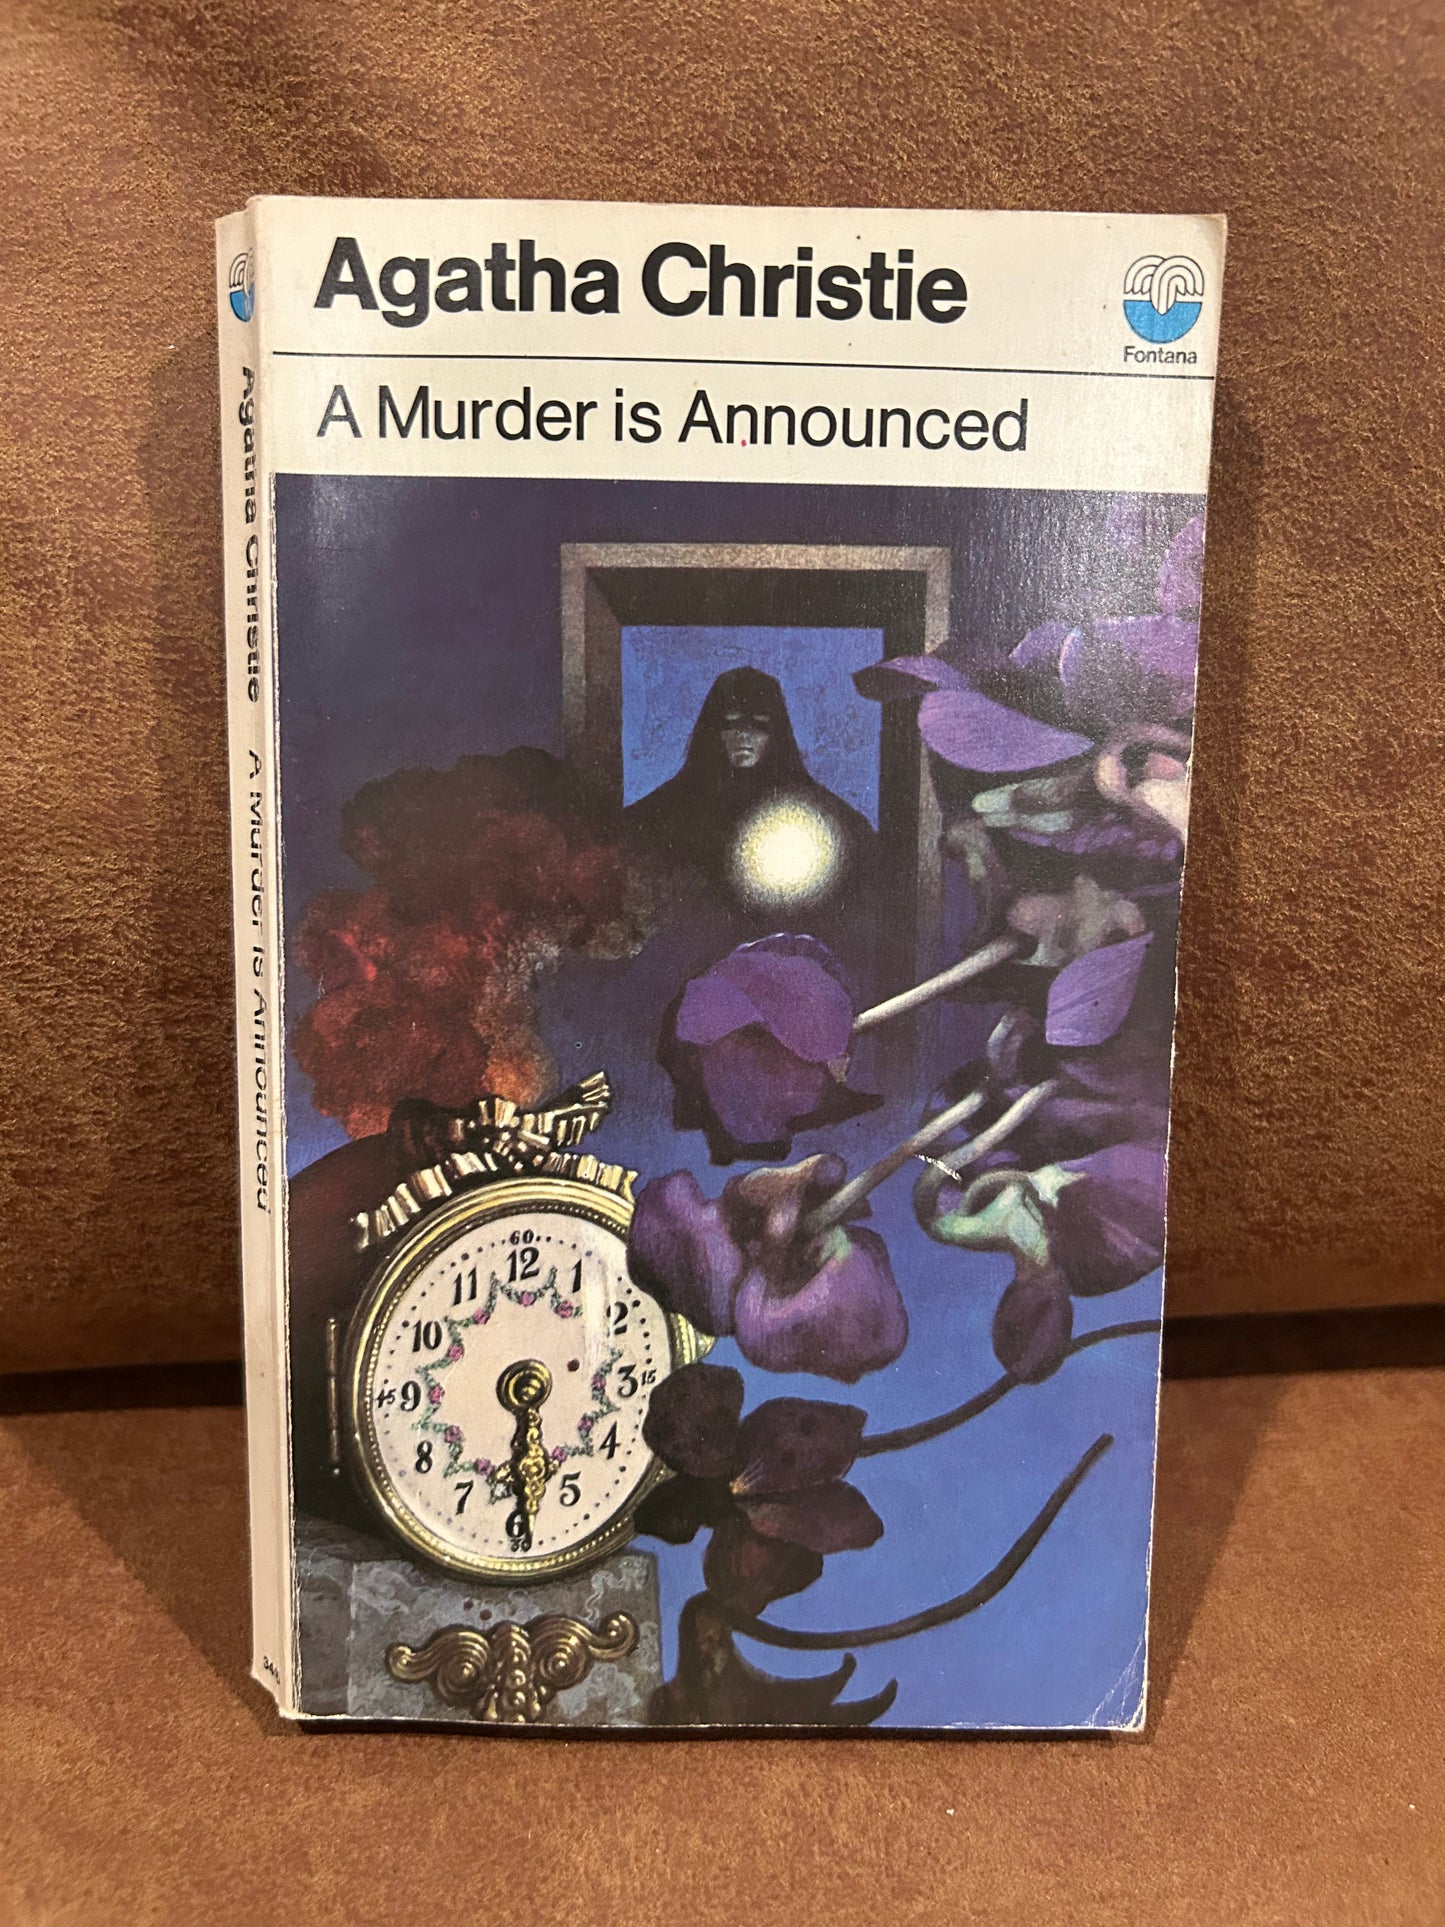 Agatha Christie
Fontana
A Murder is Announced
Agatha Christie A Murder is Announced
60
12
11 1
10 2
45 9 3 15
8 4
7 5
6
30